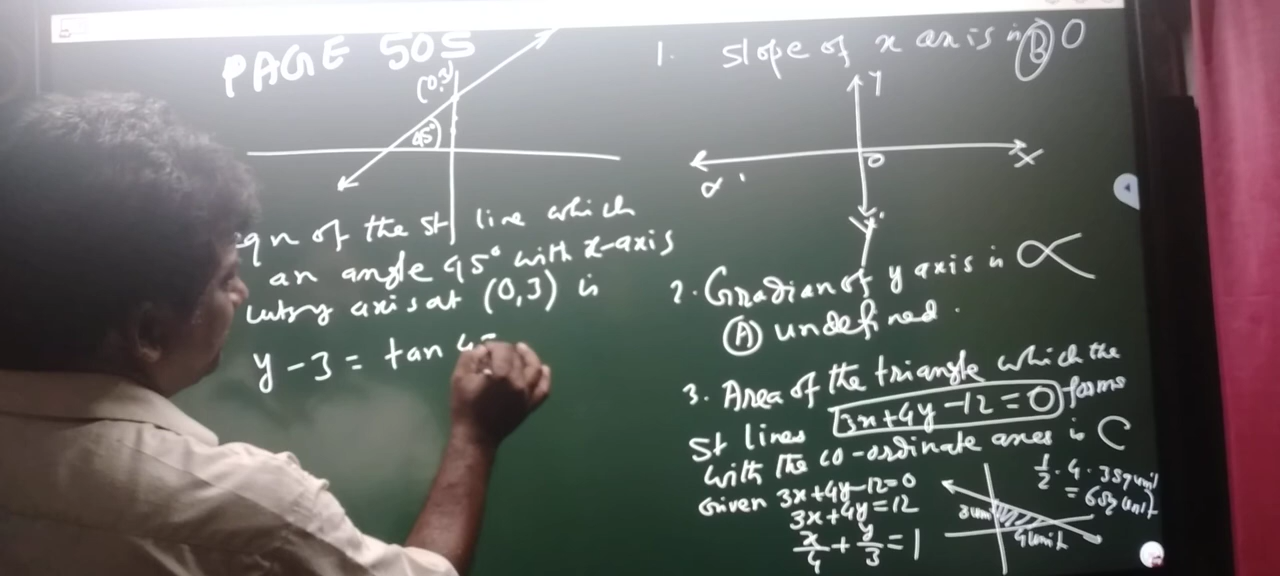 PAGE 505
(0,3)
45°
qn of the st line which
an angle 45° with x-axis
axis at (0,3) is
y - 3 = tan 45
1. Slope of x axis is (B) 0
Y
X
O
2. Gradian of y axis is ∝
(A) undefined.
3. Area of the triangle which the
st lines 3x+4y-12=0 forms
with the co-ordinate axes is C
Given 3x+4y-12=0
3x+4y=12
x/4 + y/3 = 1
1/2 · 4 · 3 sq unit
= 6 sq unit
3 unit
4 unit